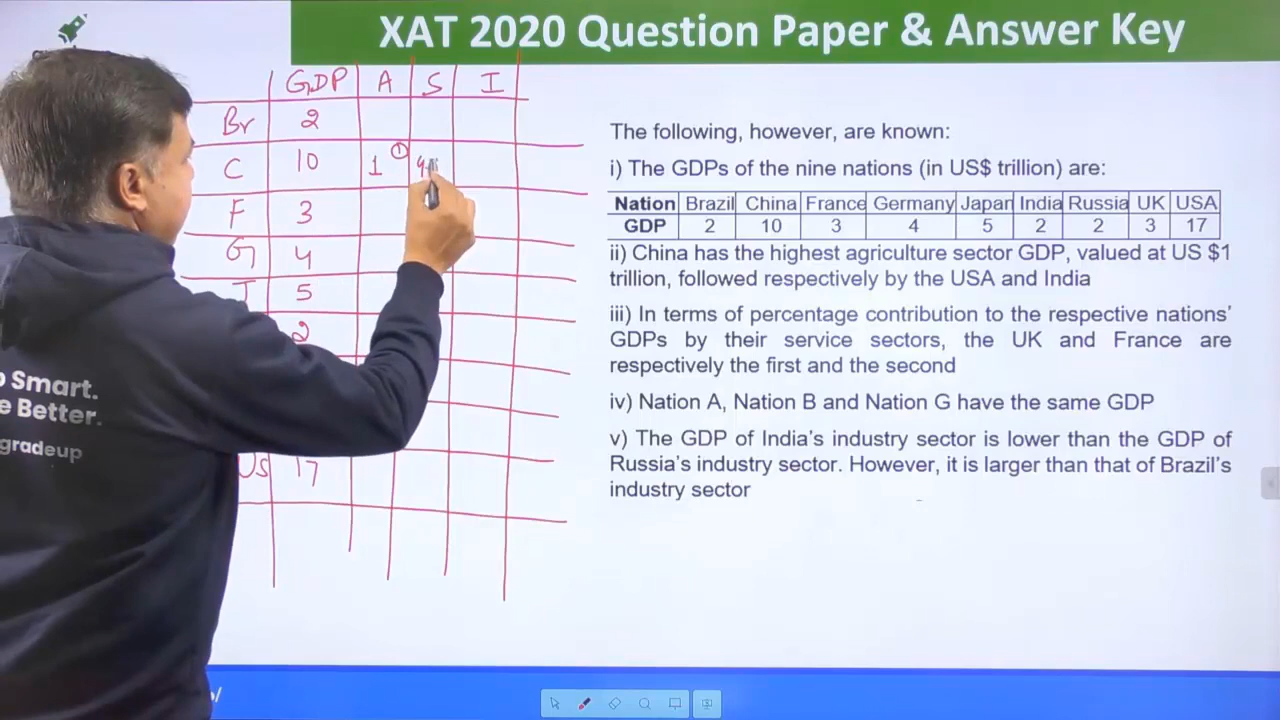 XAT 2020 Question Paper & Answer Key
GDP A S I
Br 2
C 10 1 ①
F 3
G 4
J 5
2
US 17
The following, however, are known:
i) The GDPs of the nine nations (in US$ trillion) are:
Nation Brazil China France Germany Japan India Russia UK USA
GDP 2 10 3 4 5 2 2 3 17
ii) China has the highest agriculture sector GDP, valued at US $1
trillion, followed respectively by the USA and India
iii) In terms of percentage contribution to the respective nations'
GDPs by their service sectors, the UK and France are
respectively the first and the second
iv) Nation A, Nation B and Nation G have the same GDP
v) The GDP of India's industry sector is lower than the GDP of
Russia's industry sector. However, it is larger than that of Brazil's
industry sector
Smart.
Better.
gradeup